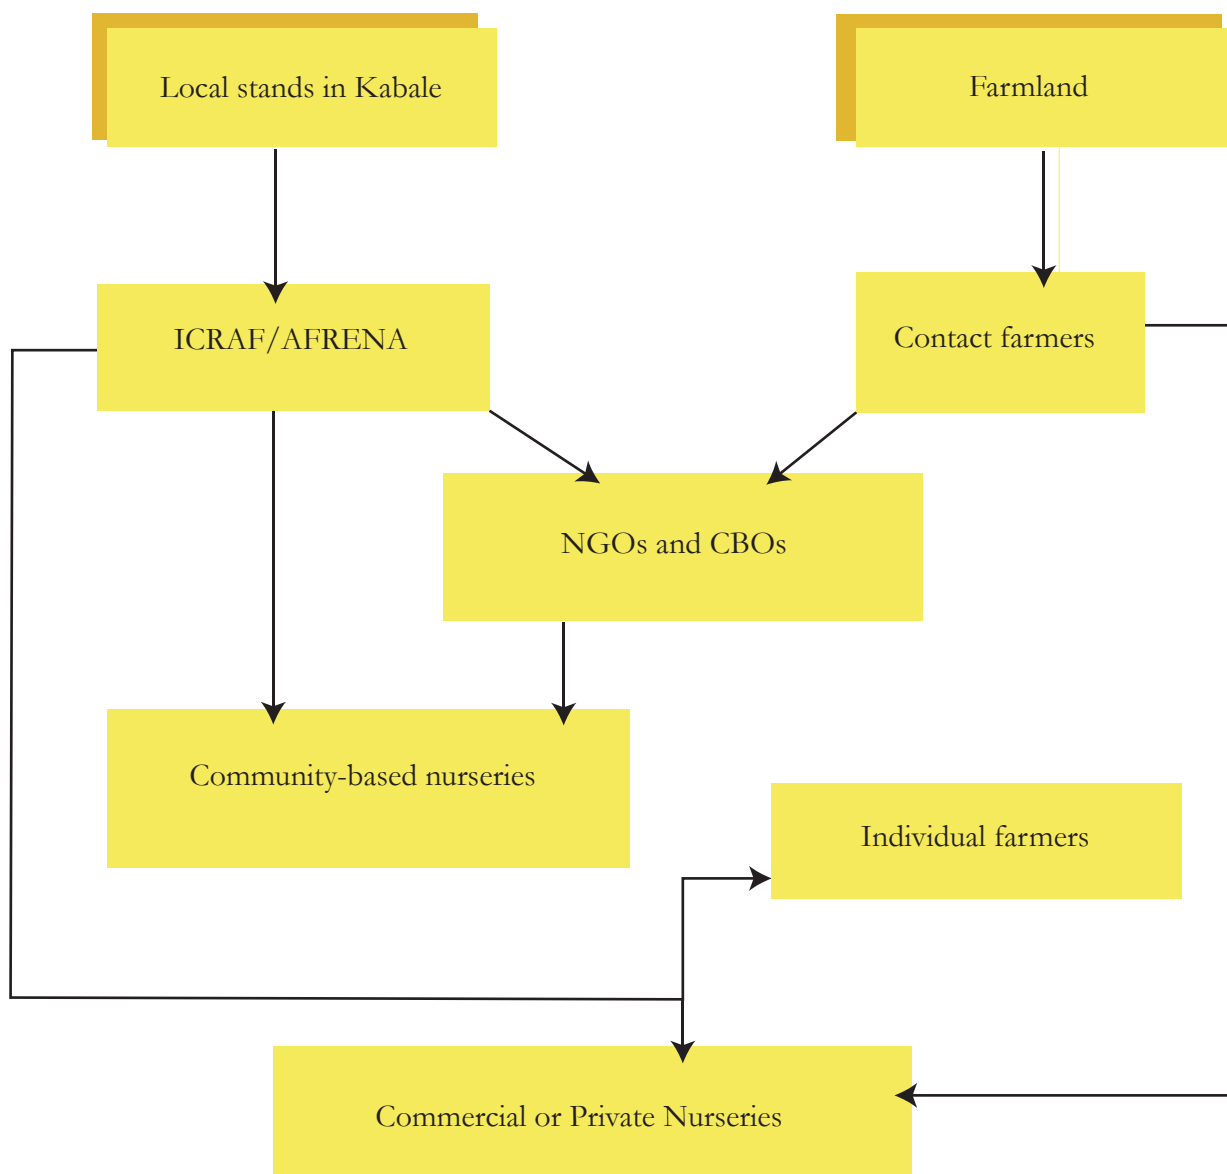 Local stands in Kabale
Farmland
ICRAF/AFRENA
Contact farmers
NGOs and CBOs
Community-based nurseries
Individual farmers
Commercial or Private Nurseries